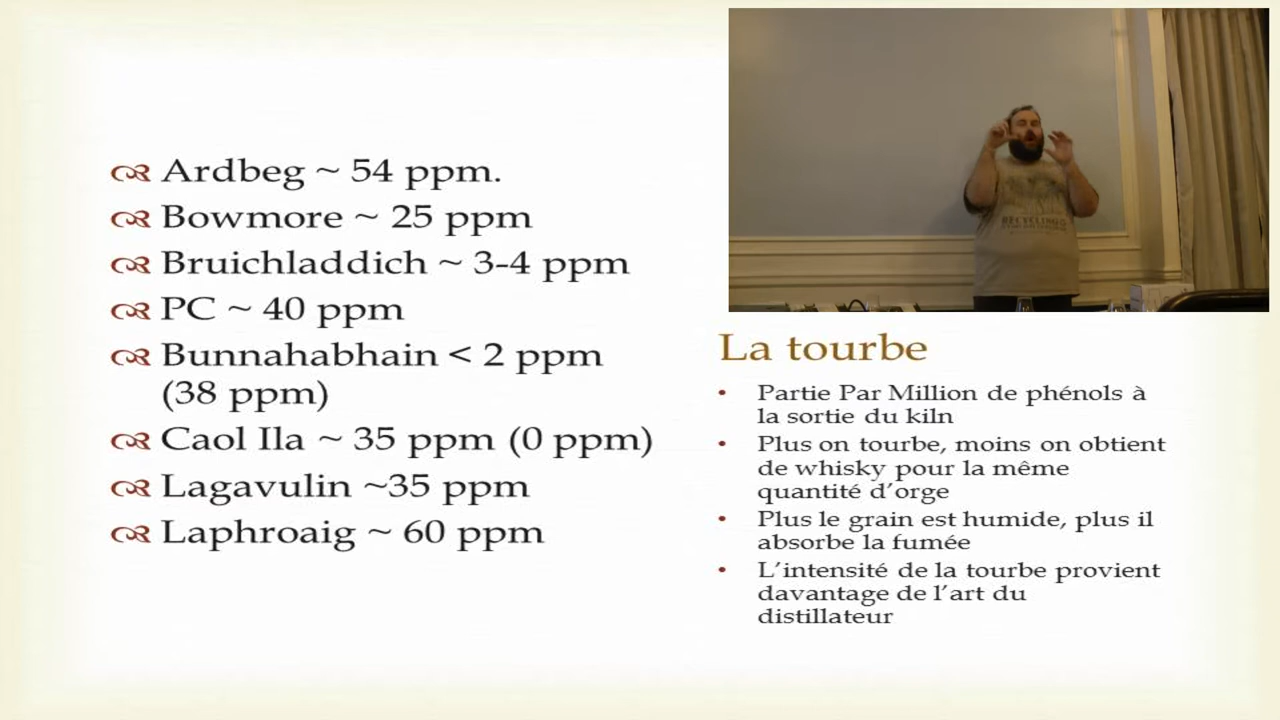 Ardbeg ~ 54 ppm.
Bowmore ~ 25 ppm
Bruichladdich ~ 3-4 ppm
PC ~ 40 ppm
Bunnahabhain < 2 ppm
(38 ppm)
Caol Ila ~ 35 ppm (0 ppm)
Lagavulin ~35 ppm
Laphroaig ~ 60 ppm
RECYCLING
La tourbe
• Partie Par Million de phénols à
la sortie du kiln
• Plus on tourbe, moins on obtient
de whisky pour la même
quantité d’orge
• Plus le grain est humide, plus il
absorbe la fumée
• L’intensité de la tourbe provient
davantage de l’art du
distillateur